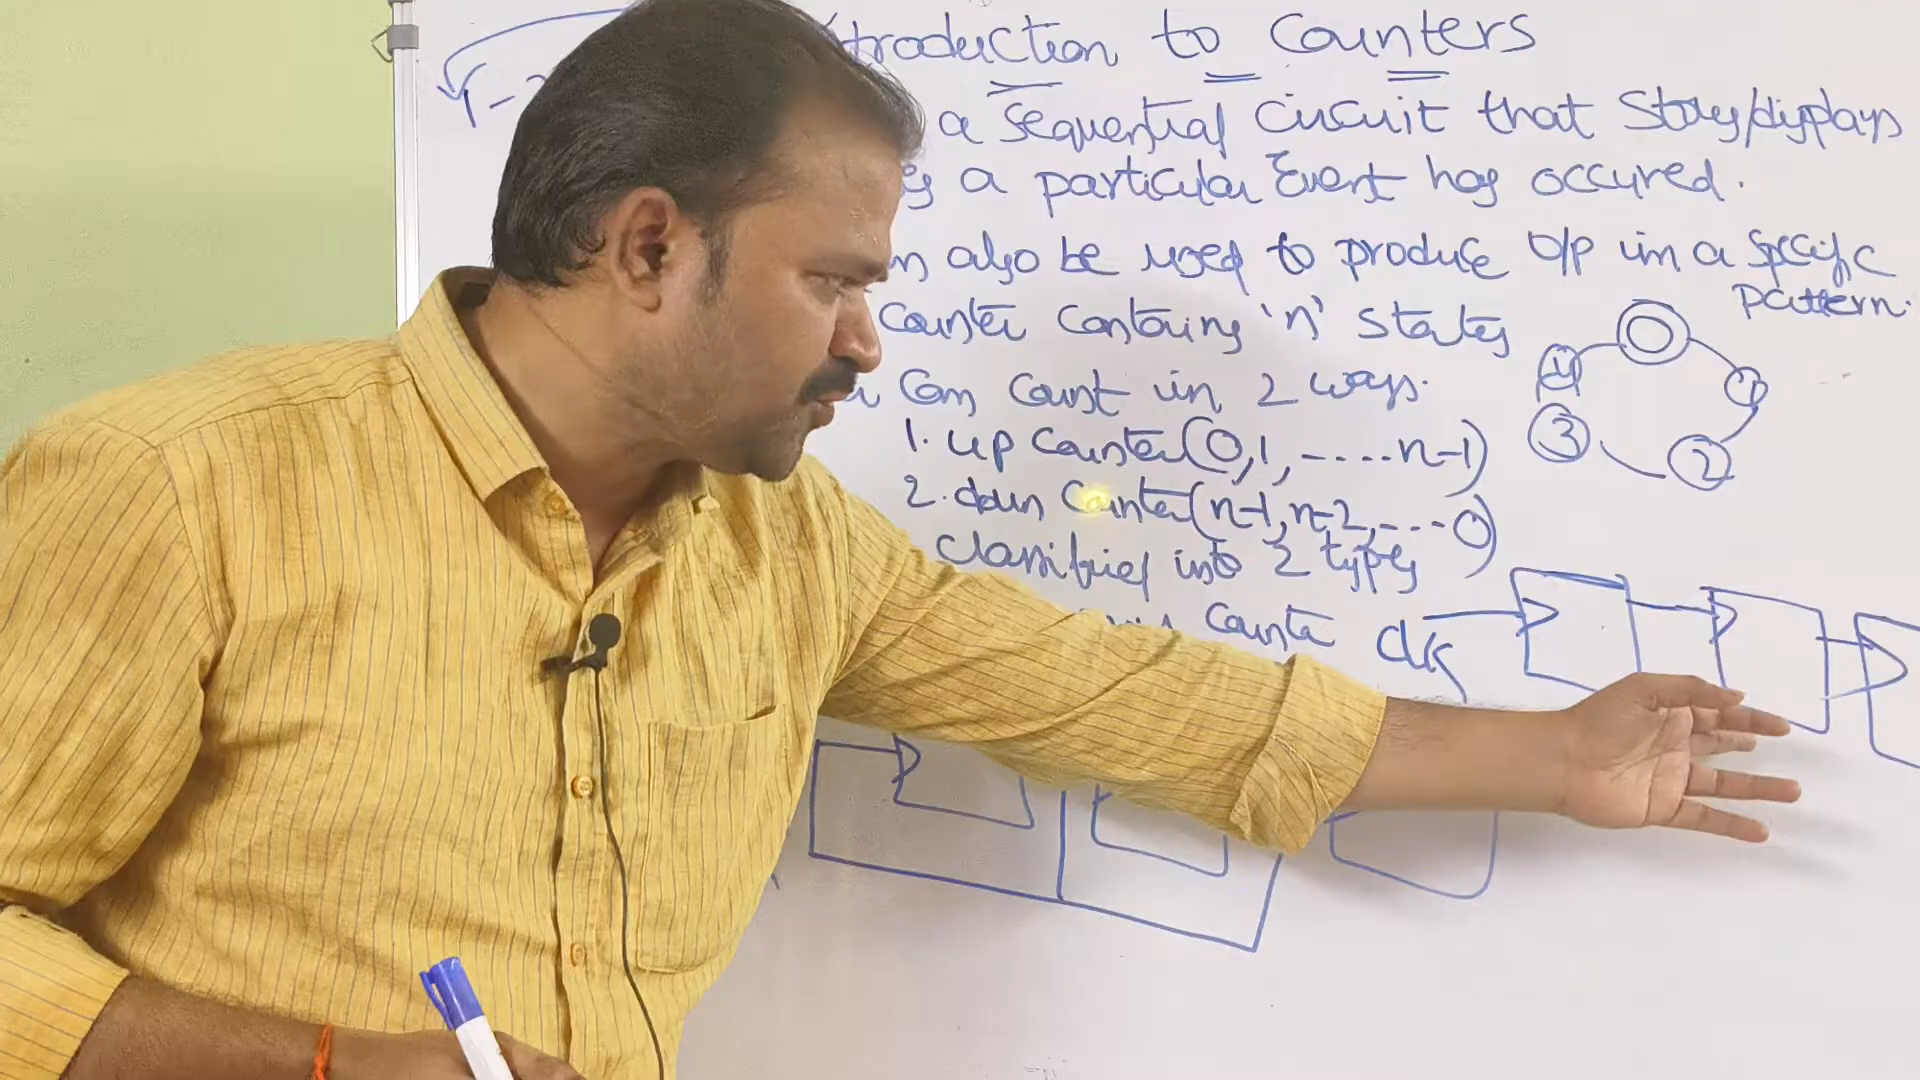 troduction to Counters
a sequential circuit that Stores/displays
a particular Event has occured.
also be used to produce O/P in a specific
pattern.
Counter containing 'n' states
can count in 2 ways.
1. up Counter(0,1,.....n-1)
2. down Counter(n-1,n-2,....0)
classified into 2 types
Counter
Clk
0
1
2
3
4